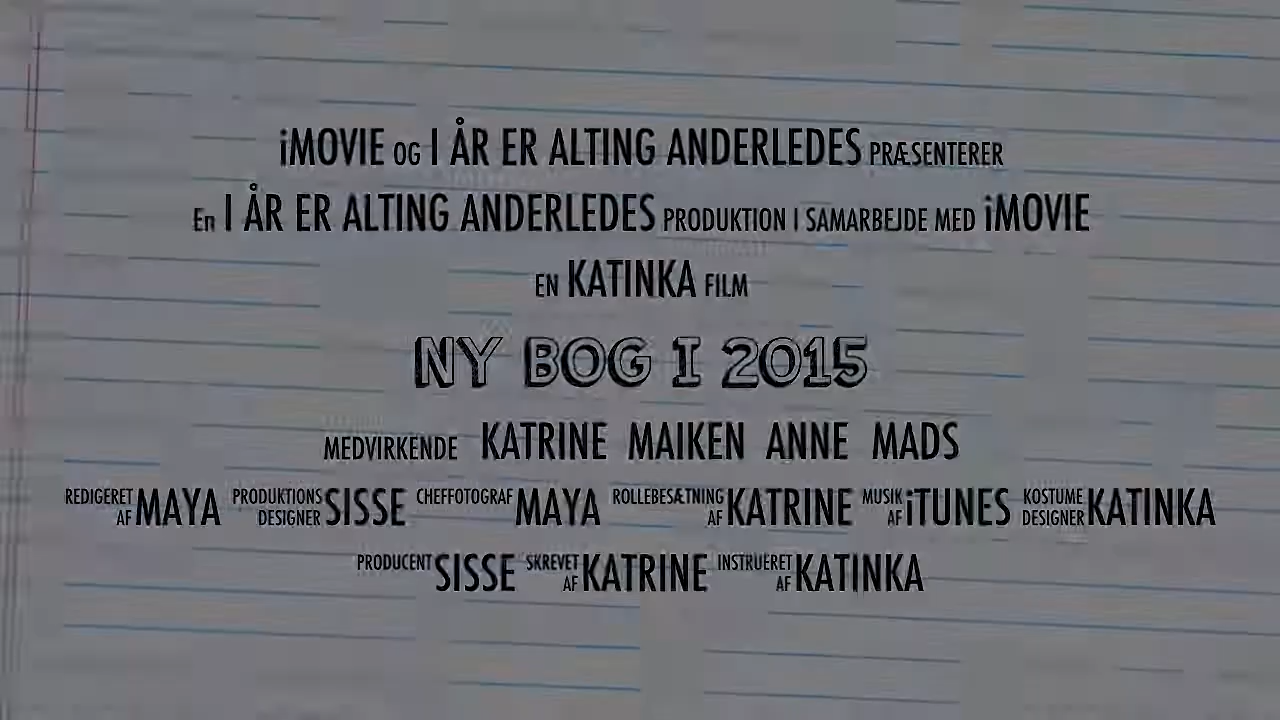 iMOVIE OG I ÅR ER ALTING ANDERLEDES PRÆSENTERER
En I ÅR ER ALTING ANDERLEDES PRODUKTION I SAMARBEJDE MED iMOVIE
EN KATINKA FILM
NY BOG I 2015
MEDVIRKENDE KATRINE MAIKEN ANNE MADS
REDIGERET AF MAYA PRODUKTIONS DESIGNER SISSE CHEFFOTOGRAF MAYA ROLLEBESÆTNING AF KATRINE MUSIK AF iTUNES KOSTUME DESIGNER KATINKA
PRODUCENT SISSE SKREVET AF KATRINE INSTRUERET AF KATINKA